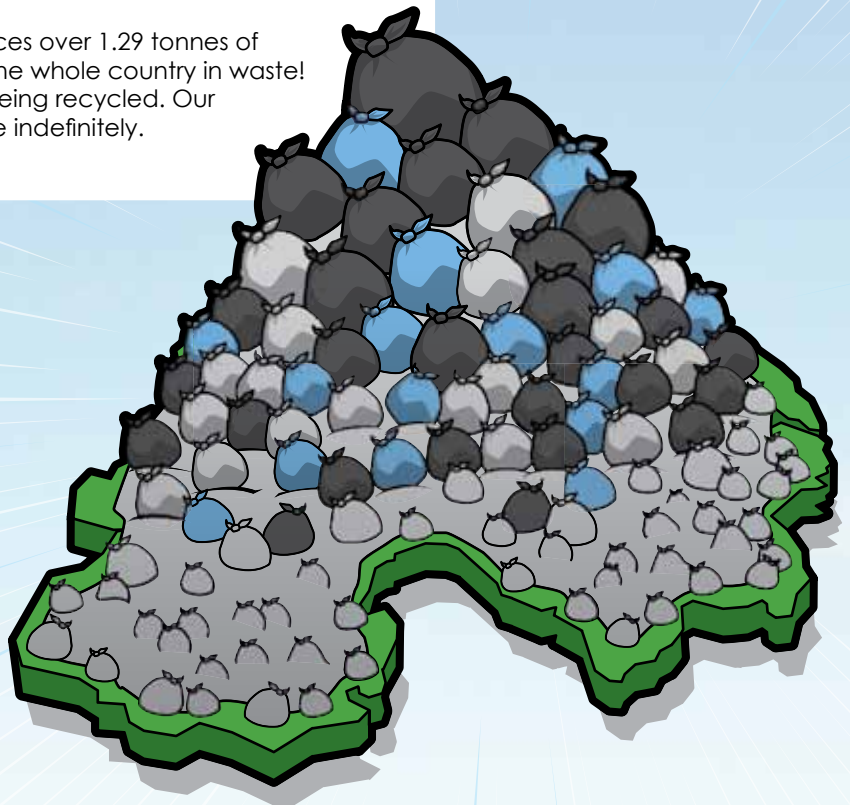 ces over 1.29 tonnes of
he whole country in waste!
eing recycled. Our
e indefinitely.